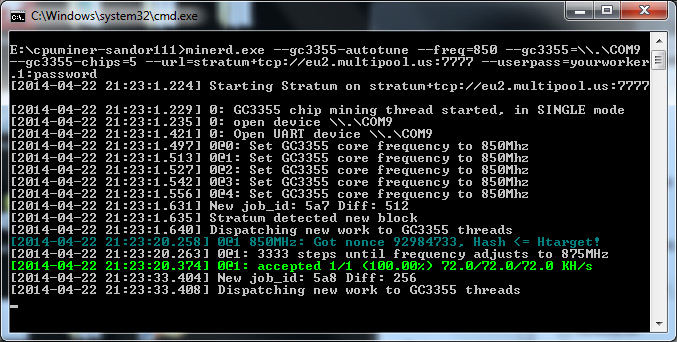 C:\Windows\system32\cmd.exe
E:\cpuminer-sandor111>minerd.exe --gc3355-autotune --freq=850 --gc3355=\\.\COM9
--gc3355-chips=5 --url=stratum+tcp://eu2.multipool.us:7777 --userpass=yourworker
.1:password
[2014-04-22 21:23:1.224] Starting Stratum on stratum+tcp://eu2.multipool.us:7777
[2014-04-22 21:23:1.229] 0: GC3355 chip mining thread started, in SINGLE mode
[2014-04-22 21:23:1.235] 0: open device \\.\COM9
[2014-04-22 21:23:1.421] 0: Open UART device \\.\COM9
[2014-04-22 21:23:1.497] 0@0: Set GC3355 core frequency to 850Mhz
[2014-04-22 21:23:1.513] 0@1: Set GC3355 core frequency to 850Mhz
[2014-04-22 21:23:1.527] 0@2: Set GC3355 core frequency to 850Mhz
[2014-04-22 21:23:1.542] 0@3: Set GC3355 core frequency to 850Mhz
[2014-04-22 21:23:1.556] 0@4: Set GC3355 core frequency to 850Mhz
[2014-04-22 21:23:1.631] New job_id: 5a7 Diff: 512
[2014-04-22 21:23:1.635] Stratum detected new block
[2014-04-22 21:23:1.640] Dispatching new work to GC3355 threads
[2014-04-22 21:23:20.258] 0@1 850MHz: Got nonce 92984733, Hash <= Htarget!
[2014-04-22 21:23:20.263] 0@1: 3333 steps until frequency adjusts to 875MHz
[2014-04-22 21:23:20.374] 0@1: accepted 1/1 (100.00%) 72.0/72.0/72.0 KH/s
[2014-04-22 21:23:33.404] New job_id: 5a8 Diff: 256
[2014-04-22 21:23:33.408] Dispatching new work to GC3355 threads